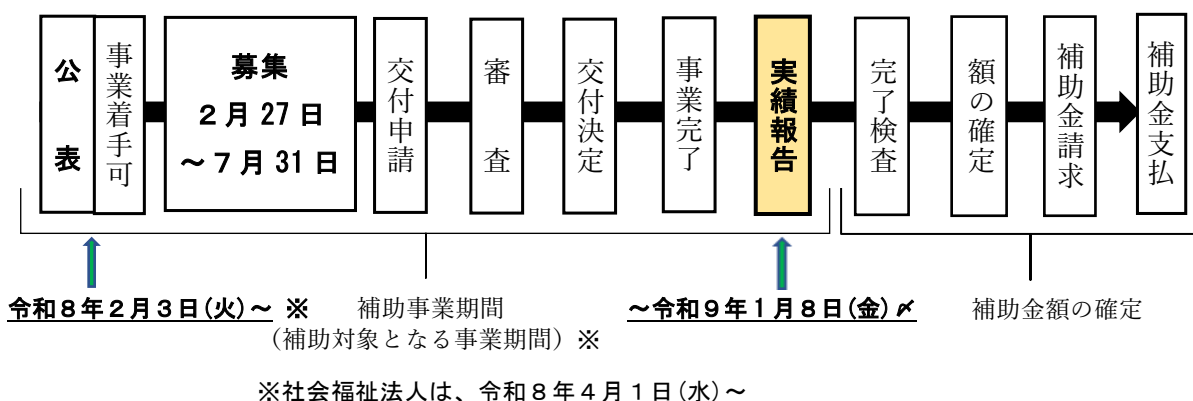 公表
事業着手可
募集
２月 27日
～７月 31日
交付申請
審査
交付決定
事業完了
実績報告
完了検査
額の確定
補助金請求
補助金支払
令和８年２月３日(火)～ ※
補助事業期間
(補助対象となる事業期間) ※
～令和９年１月８日(金)〆
補助金額の確定
※社会福祉法人は、令和８年４月１日(水)～